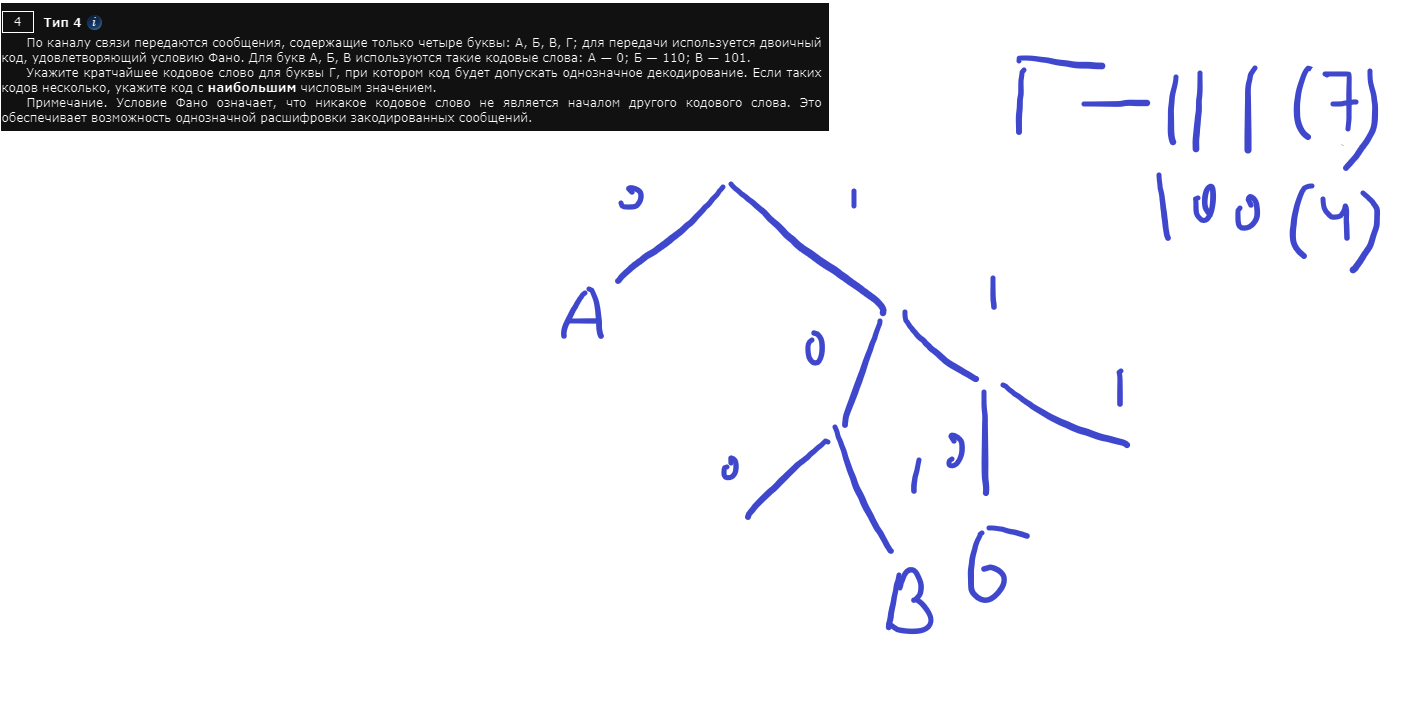 4 Тип 4 i
По каналу связи передаются сообщения, содержащие только четыре буквы: А, Б, В, Г; для передачи используется двоичный
код, удовлетворяющий условию Фано. Для букв А, Б, В используются такие кодовые слова: А — 0; Б — 110; В — 101.
Укажите кратчайшее кодовое слово для буквы Г, при котором код будет допускать однозначное декодирование. Если таких
кодов несколько, укажите код с наибольшим числовым значением.
Примечание. Условие Фано означает, что никакое кодовое слово не является началом другого кодового слова. Это
обеспечивает возможность однозначной расшифровки закодированных сообщений.
Г — 111 (7)
100 (4)
0 1
1
А
0
1
0 1 0
Б
В